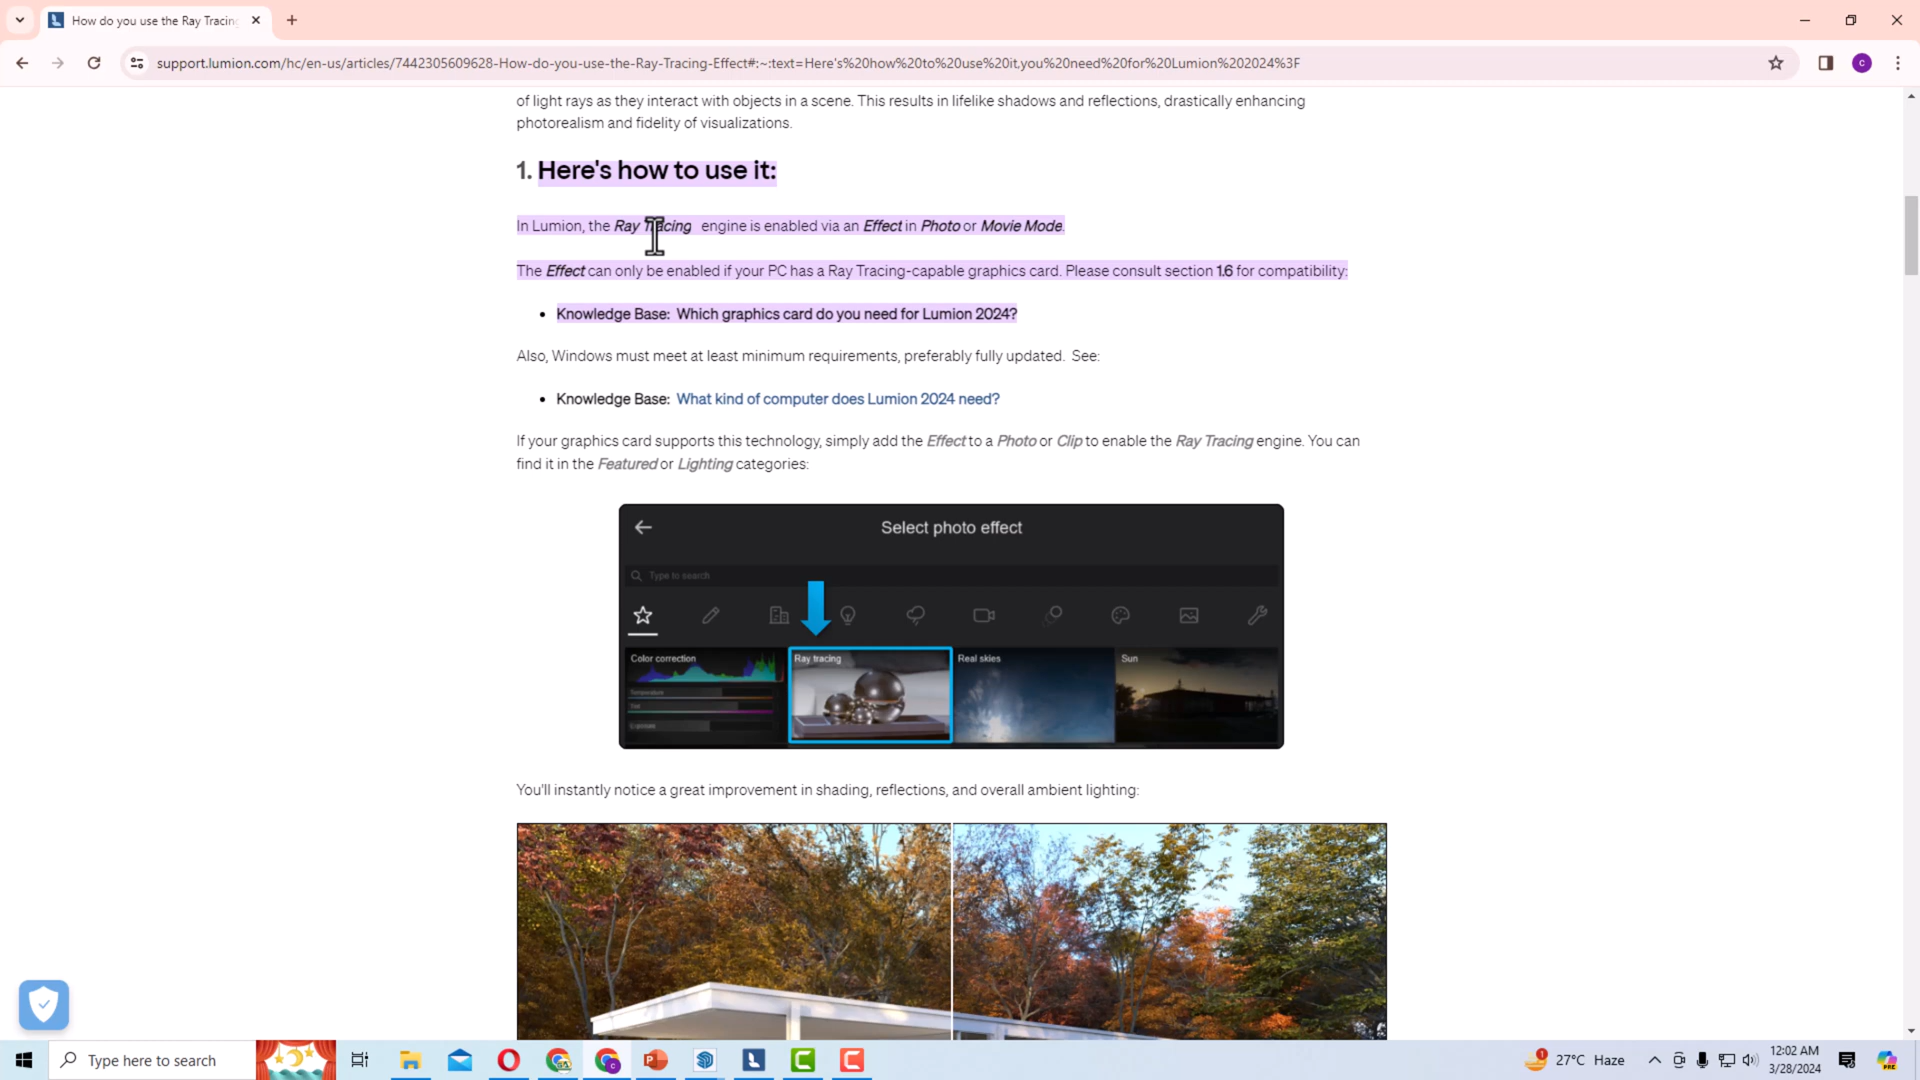 How do you use the Ray Tracin
support.lumion.com/hc/en-us/articles/7442305609628-How-do-you-use-the-Ray-Tracing-Effect#:~:text=Here's%20how%20to%20use%20it,you%20need%20for%20Lumion%202024%3F
of light rays as they interact with objects in a scene. This results in lifelike shadows and reflections, drastically enhancing
photorealism and fidelity of visualizations.
1. Here's how to use it:
In Lumion, the Ray Tracing engine is enabled via an Effect in Photo or Movie Mode.
The Effect can only be enabled if your PC has a Ray Tracing-capable graphics card. Please consult section 1.6 for compatibility:
• Knowledge Base: Which graphics card do you need for Lumion 2024?
Also, Windows must meet at least minimum requirements, preferably fully updated. See:
• Knowledge Base: What kind of computer does Lumion 2024 need?
If your graphics card supports this technology, simply add the Effect to a Photo or Clip to enable the Ray Tracing engine. You can
find it in the Featured or Lighting categories:
Select photo effect
Type to search
Color correction
Ray tracing
Real skies
Sun
Temperature
Tint
Exposure
You'll instantly notice a great improvement in shading, reflections, and overall ambient lighting:
Type here to search
1
27°C Haze
12:02 AM
3/28/2024
PRE